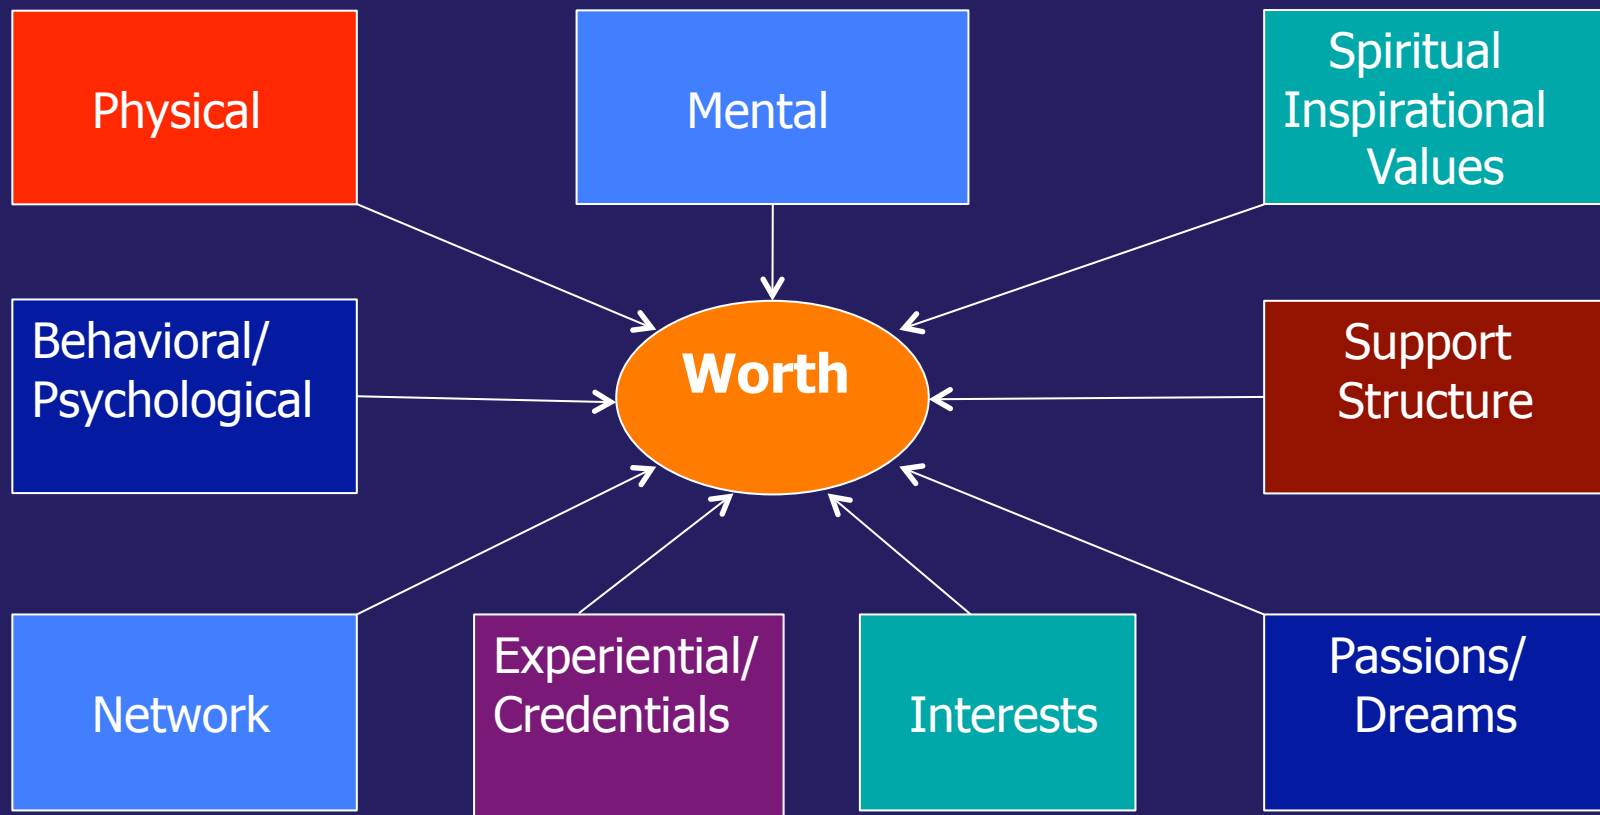 Physical
Mental
Spiritual
Inspirational
Values
Behavioral/
Psychological
Worth
Support
Structure
Network
Experiential/
Credentials
Interests
Passions/
Dreams